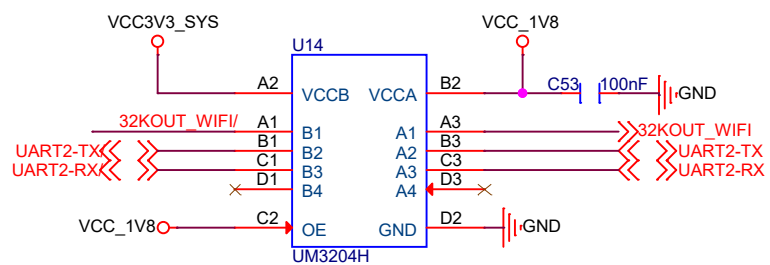 VCC3V3_SYS VCC_1V8
U14
A2 VCCB VCCA B2 C53 100nF GND
32KOUT_WIFI/ A1 B1 A1 A3 32KOUT_WIFI
UART2-TX/ B1 B2 A2 B3 UART2-TX
UART2-RX/ C1 B3 A3 C3 UART2-RX
D1 B4 A4 D3
VCC_1V8 C2 OE GND D2 GND
UM3204H